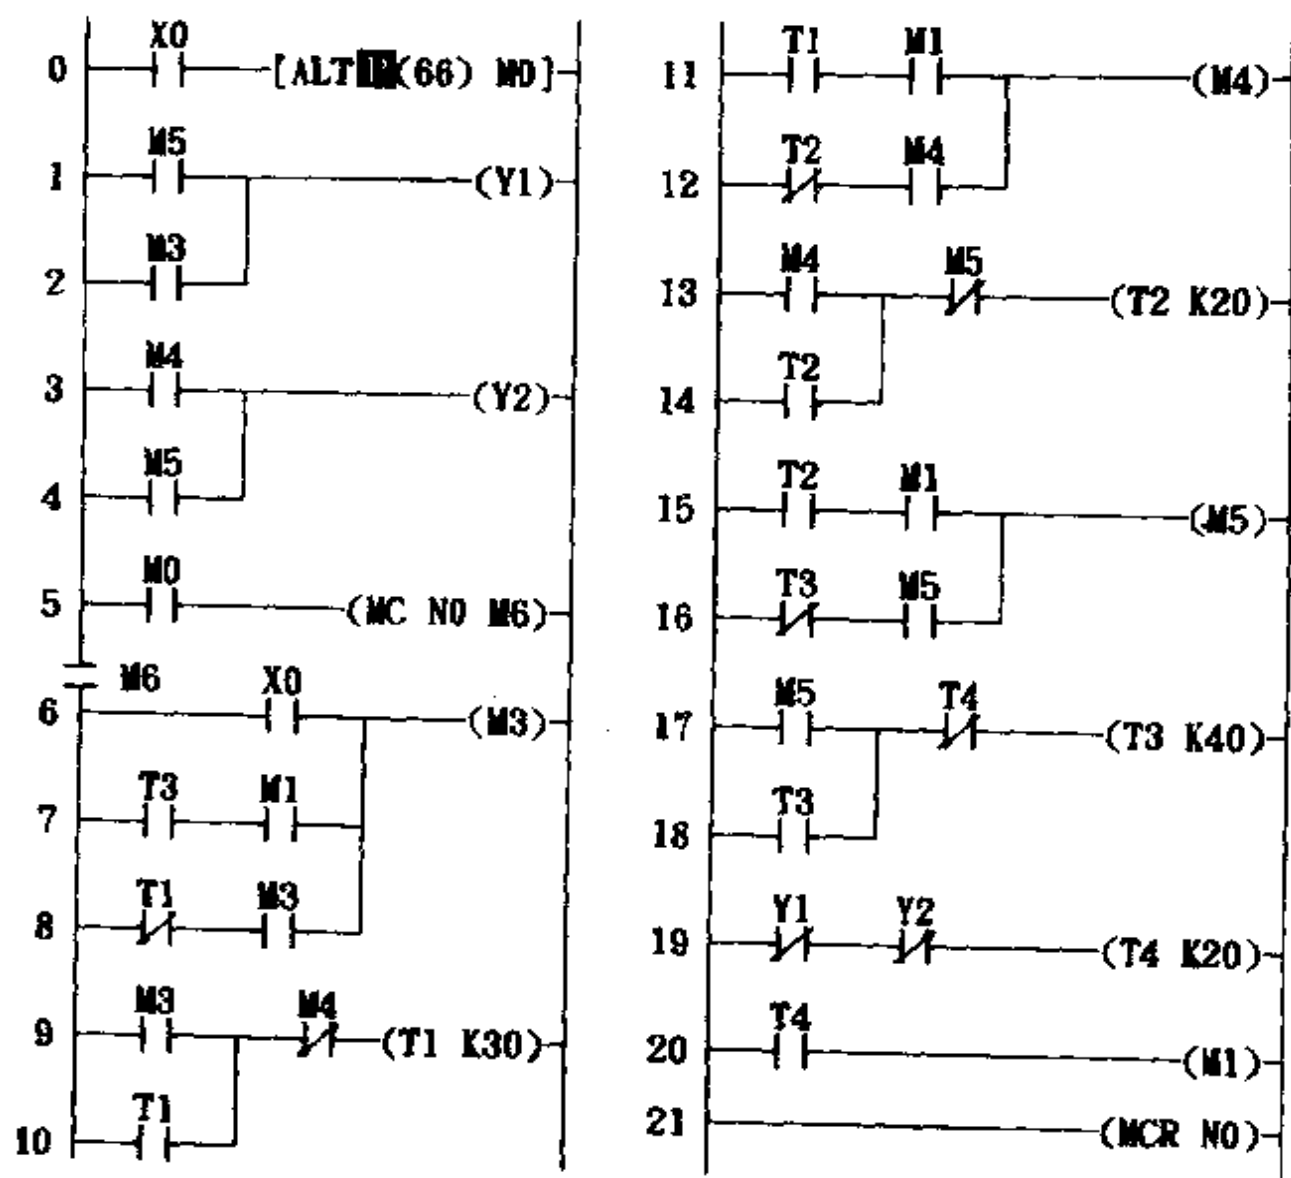 X0
0 [ALT (66) M0]
M5
1 (Y1)
M3
2
M4
3 (Y2)
M5
4
M0
5 (MC N0 M6)
M6 X0
6 (M3)
T3 M1
7
T1 M3
8
M3 M4
9 (T1 K30)
T1
10
T1 M1
11 (M4)
T2 M4
12
M4 M5
13 (T2 K20)
T2
14
T2 M1
15 (M5)
T3 M5
16
M5 T4
17 (T3 K40)
T3
18
Y1 Y2
19 (T4 K20)
T4
20 (M1)
21 (MCR N0)